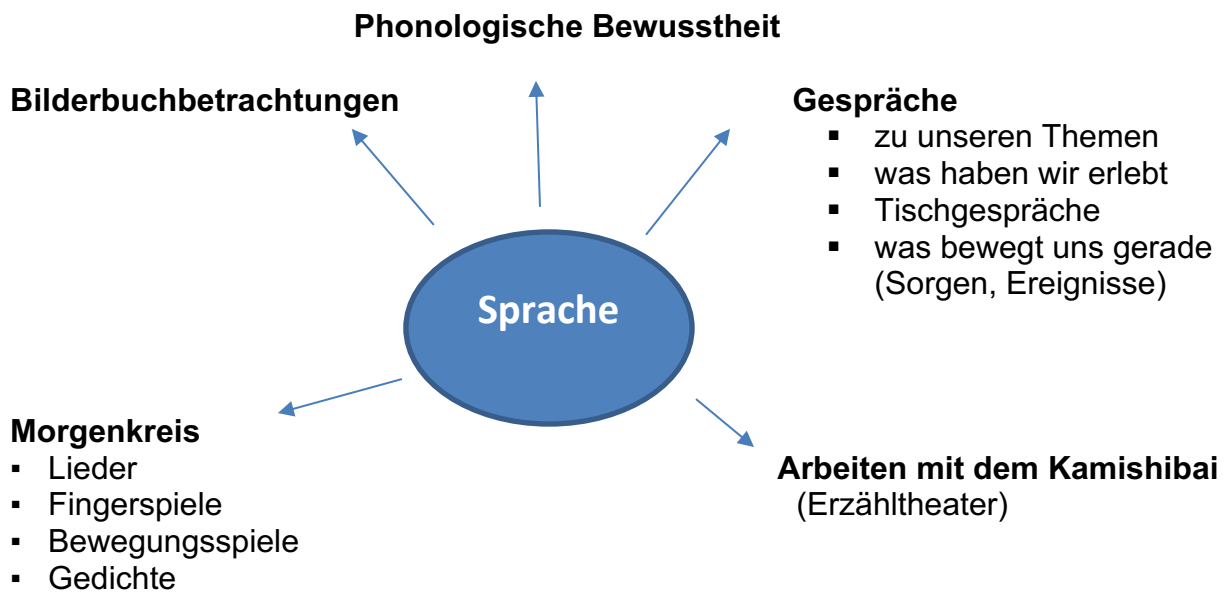 Phonologische Bewusstheit
Bilderbuchbetrachtungen
Gespräche
▪ zu unseren Themen
▪ was haben wir erlebt
▪ Tischgespräche
▪ was bewegt uns gerade
(Sorgen, Ereignisse)
Sprache
Morgenkreis
▪ Lieder
▪ Fingerspiele
▪ Bewegungsspiele
▪ Gedichte
Arbeiten mit dem Kamishibai
(Erzähltheater)